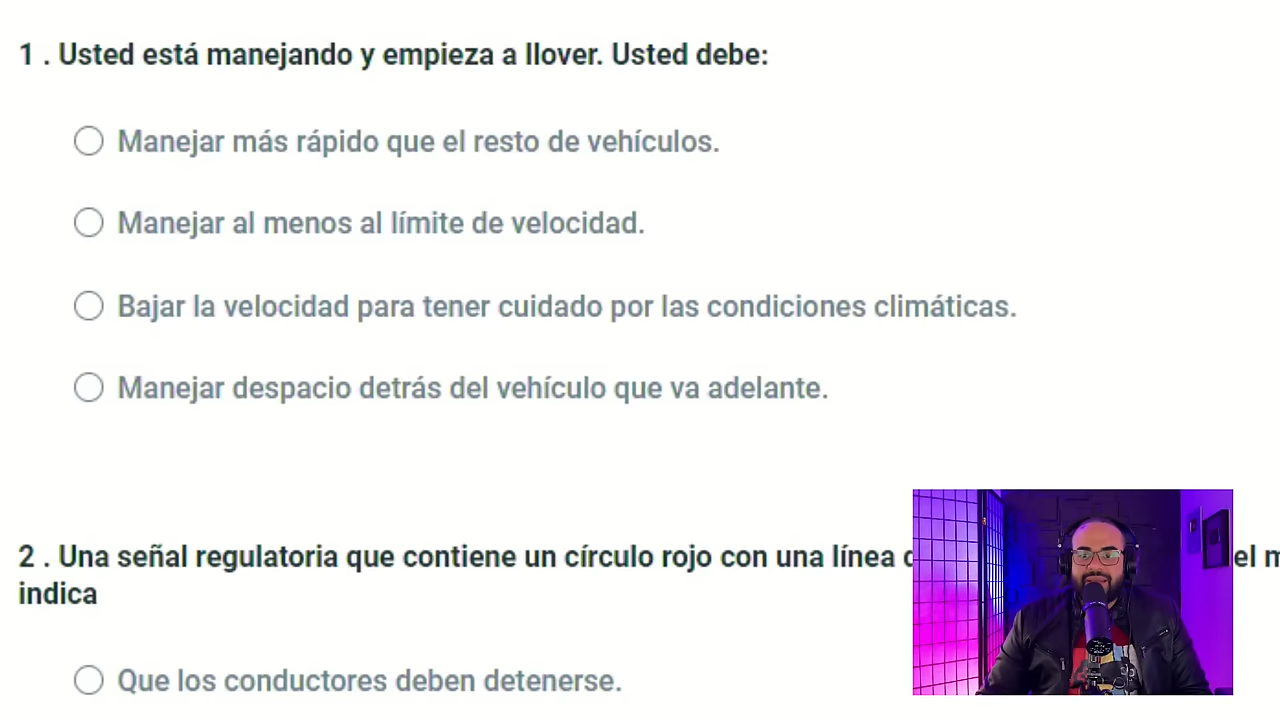 1 . Usted está manejando y empieza a llover. Usted debe:
Manejar más rápido que el resto de vehículos.
Manejar al menos al límite de velocidad.
Bajar la velocidad para tener cuidado por las condiciones climáticas.
Manejar despacio detrás del vehículo que va adelante.
2 . Una señal regulatoria que contiene un círculo rojo con una línea el
indica
Que los conductores deben detenerse.